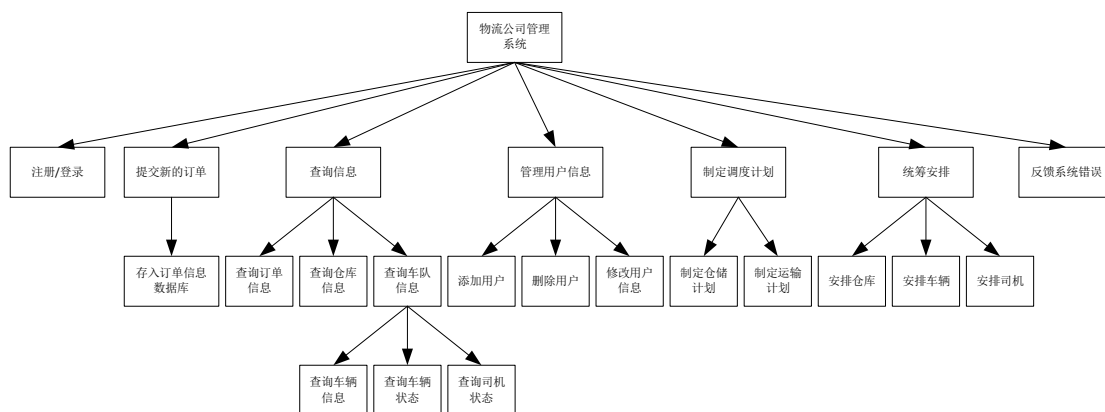 物流公司管理
系统
注册/登录
提交新的订单
查询信息
管理用户信息
制定调度计划
统筹安排
反馈系统错误
存入订单信息
数据库
查询订单
信息
查询仓库
信息
查询车队
信息
添加用户
删除用户
修改用户
信息
制定仓储
计划
制定运输
计划
安排仓库
安排车辆
安排司机
查询车辆
信息
查询车辆
状态
查询司机
状态